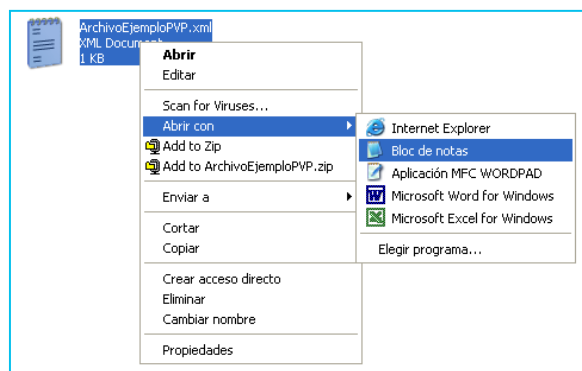 ArchivoEjemploPVP.xml
XML Document
1 KB
Abrir
Editar
Scan for Viruses...
Abrir con
Add to Zip
Add to ArchivoEjemploPVP.zip
Enviar a
Cortar
Copiar
Crear acceso directo
Eliminar
Cambiar nombre
Propiedades
Internet Explorer
Bloc de notas
Aplicación MFC WORDPAD
Microsoft Word for Windows
Microsoft Excel for Windows
Elegir programa...